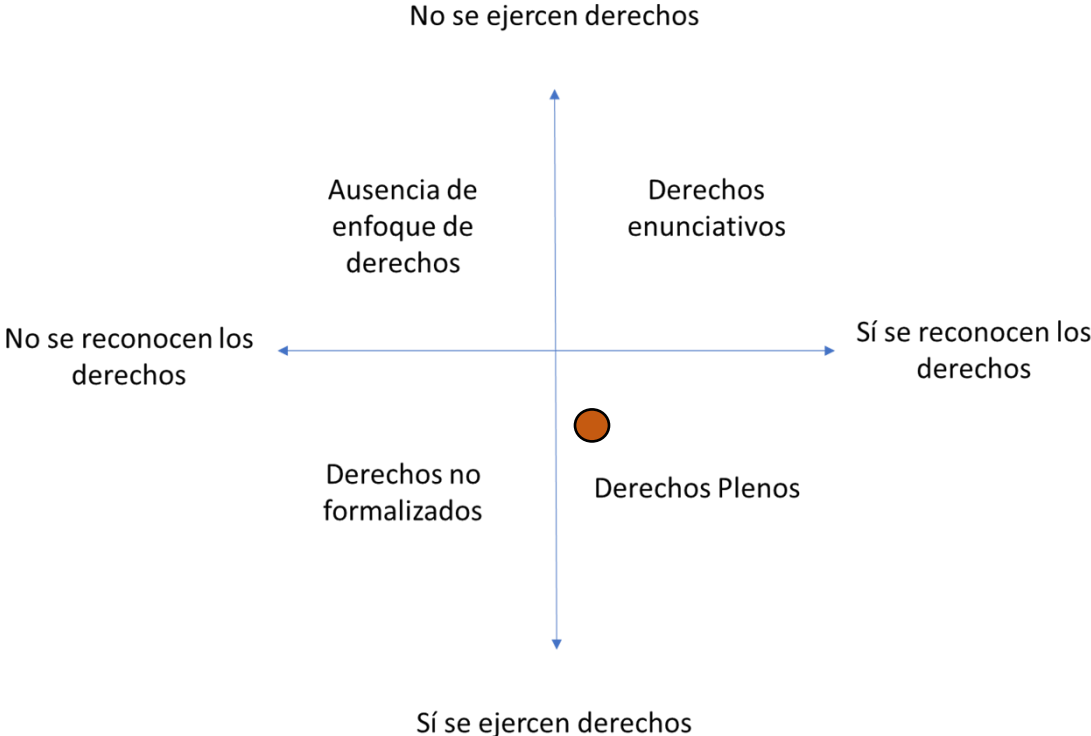 No se ejercen derechos
Ausencia de
enfoque de
derechos
Derechos
enunciativos
No se reconocen los
derechos
Sí se reconocen los
derechos
Derechos no
formalizados
Derechos Plenos
Sí se ejercen derechos